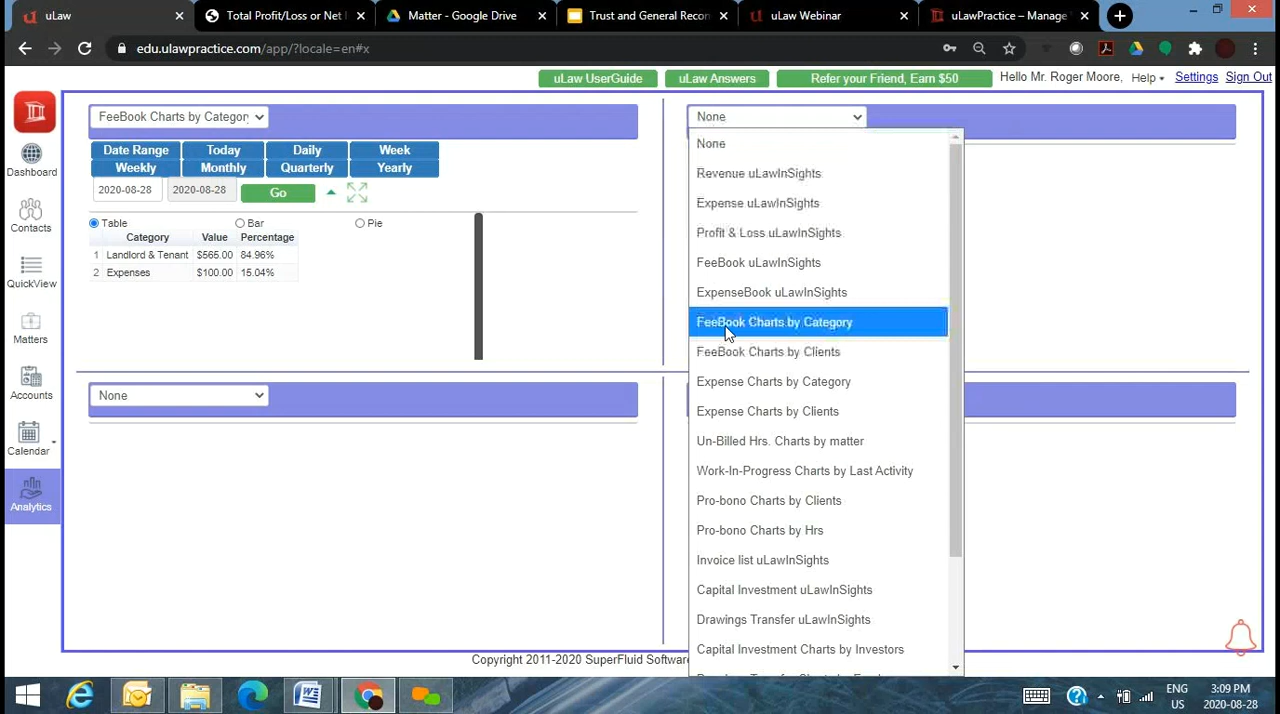 uLaw
Total Profit/Loss or Net
Matter - Google Drive
Trust and General Recor
uLaw Webinar
uLawPractice – Manage
edu.ulawpractice.com/app/?locale=en#x
uLaw UserGuide
uLaw Answers
Refer your Friend, Earn $50
Hello Mr. Roger Moore,
Help
Settings
Sign Out
Dashboard
Contacts
QuickView
Matters
Accounts
Calendar
Analytics
FeeBook Charts by Category
Date Range
Today
Daily
Week
Weekly
Monthly
Quarterly
Yearly
2020-08-28
2020-08-28
Go
Table
Bar
Pie
Category Value Percentage
1 Landlord & Tenant $565.00 84.96%
2 Expenses $100.00 15.04%
None
None
Revenue uLawInSights
Expense uLawInSights
Profit & Loss uLawInSights
FeeBook uLawInSights
ExpenseBook uLawInSights
FeeBook Charts by Category
FeeBook Charts by Clients
Expense Charts by Category
Expense Charts by Clients
Un-Billed Hrs. Charts by matter
Work-In-Progress Charts by Last Activity
Pro-bono Charts by Clients
Pro-bono Charts by Hrs
Invoice list uLawInSights
Capital Investment uLawInSights
Drawings Transfer uLawInSights
Capital Investment Charts by Investors
None
Copyright 2011-2020 SuperFluid Software
ENG
US
3:09 PM
2020-08-28